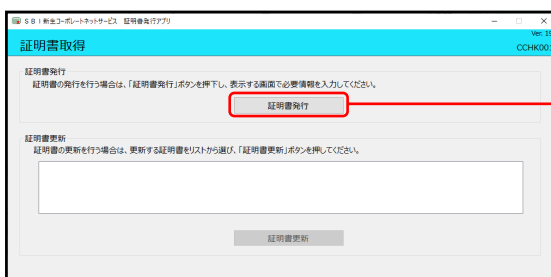 SBI新生コーポレートネットサービス 証明書発行アプリ
Ver: 19
証明書取得
CCHK001
証明書発行
証明書の発行を行う場合は、「証明書発行」ボタンを押下し、表示する画面で必要情報を入力してください。
証明書発行
証明書更新
証明書の更新を行う場合は、更新する証明書をリストから選び、「証明書更新」ボタンを押してください。
証明書更新